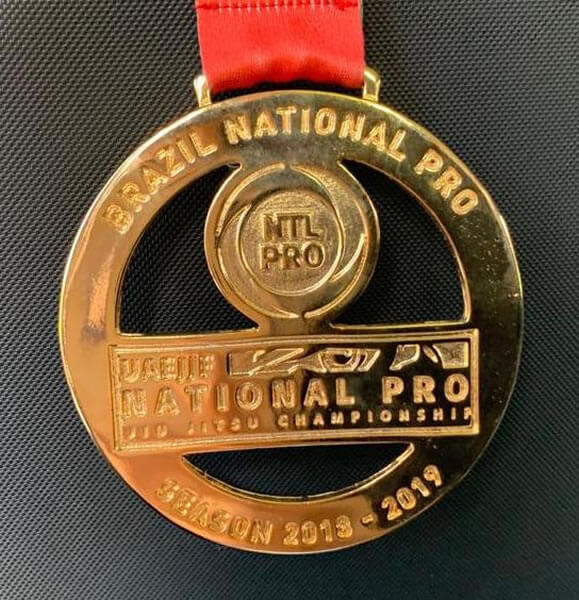 BRAZIL NATIONAL PRO
NTL
PRO
UAEJJF
NATIONAL PRO
JIU JITSU CHAMPIONSHIP
SEASON 2018 - 2019